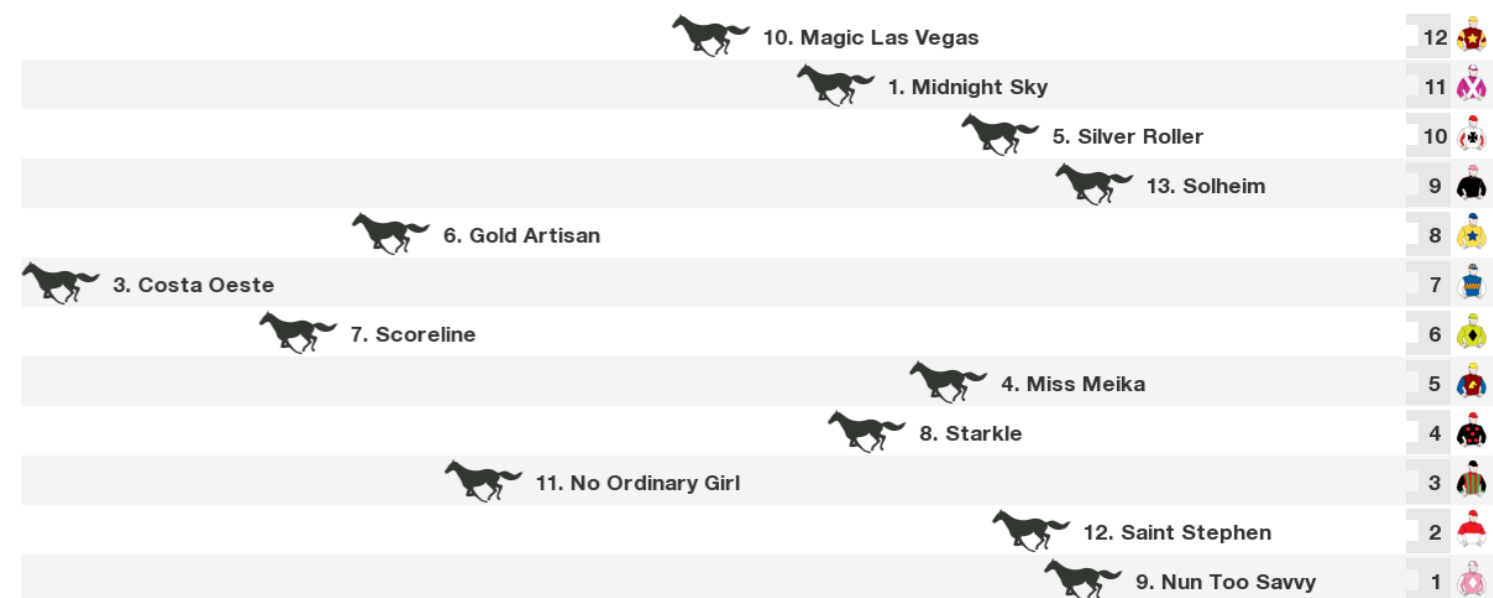 10. Magic Las Vegas 12
1. Midnight Sky 11
5. Silver Roller 10
13. Solheim 9
6. Gold Artisan 8
3. Costa Oeste 7
7. Scoreline 6
4. Miss Meika 5
8. Starkle 4
11. No Ordinary Girl 3
12. Saint Stephen 2
9. Nun Too Savvy 1